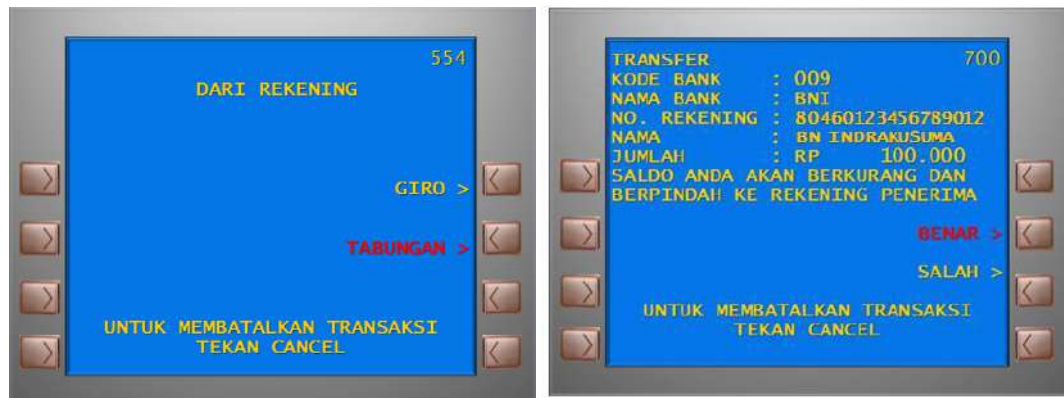 554
DARI REKENING
GIRO >
TABUNGAN >
UNTUK MEMBATALKAN TRANSAKSI
TEKAN CANCEL
TRANSFER 700
KODE BANK : 009
NAMA BANK : BNI
NO. REKENING : 80460123456789012
NAMA : BN INDRAKUSUMA
JUMLAH : RP 100.000
SALDO ANDA AKAN BERKURANG DAN
BERPINDAH KE REKENING PENERIMA
BENAR >
SALAH >
UNTUK MEMBATALKAN TRANSAKSI
TEKAN CANCEL